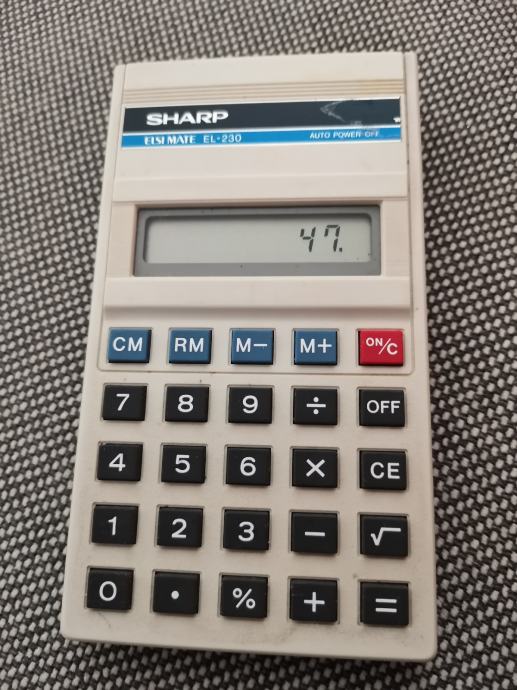 SHARP
ELSI MATE EL-230 AUTO POWER OFF
47.
CM RM M− M+ ON/C
7 8 9 ÷ OFF
4 5 6 × CE
1 2 3 − √
0 . % + =